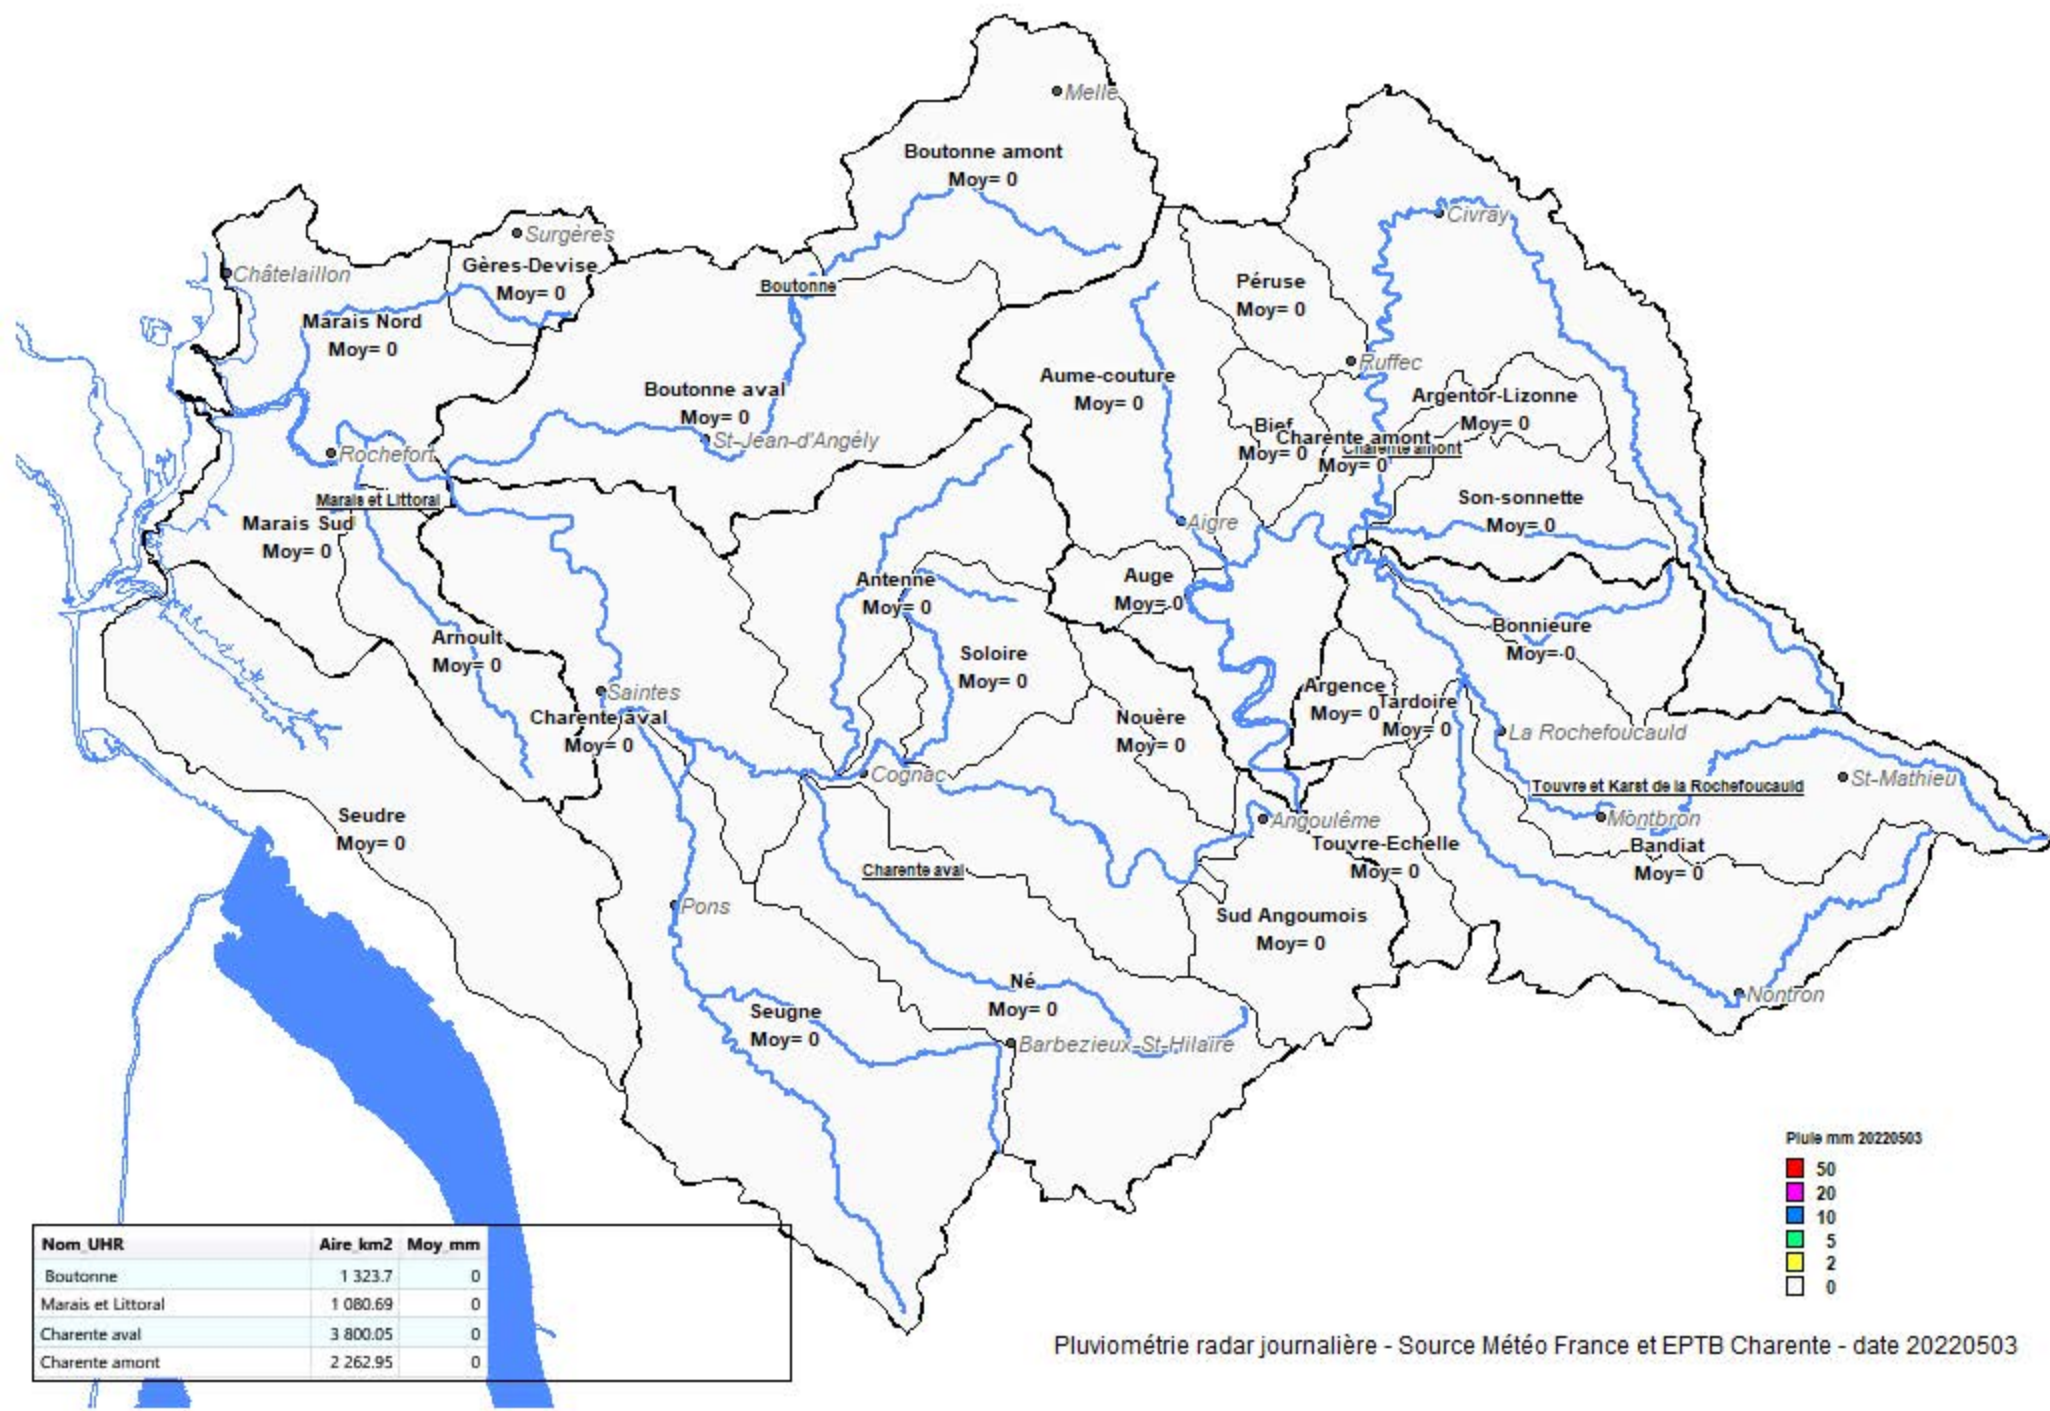 Melle
Boutonne amont
Moy= 0
Civray
Surgères
Châtelaillon
Gères-Devise
Moy= 0
Boutonne
Péruse
Moy= 0
Marais Nord
Moy= 0
Ruffec
Aume-couture
Moy= 0
Boutonne aval
Moy= 0
Argentor-Lizonne
Moy= 0
St-Jean-d'Angély
Bief
Moy= 0
Charente amont
Moy= 0
Charente amont
Rochefort
Marais et Littoral
Son-sonnette
Moy= 0
Marais Sud
Moy= 0
Aigre
Antenne
Moy= 0
Auge
Moy= 0
Bonnieure
Moy= 0
Arnoult
Moy= 0
Soloire
Moy= 0
Saintes
Argence
Moy= 0
Tardoire
Moy= 0
Charente aval
Moy= 0
Nouère
Moy= 0
La Rochefoucauld
Cognac
Touvre et Karst de la Rochefoucauld
St-Mathieu
Seudre
Moy= 0
Angoulême
Montbron
Touvre-Echelle
Moy= 0
Bandiat
Moy= 0
Charente aval
Pons
Sud Angoumois
Moy= 0
Né
Moy= 0
Nontron
Seugne
Moy= 0
Barbezieux-St-Hilaire
Pluie mm 20220503
50
20
10
5
2
0
Nom_UHR Aire_km2 Moy_mm
Boutonne 1 323.7 0
Marais et Littoral 1 080.69 0
Charente aval 3 800.05 0
Charente amont 2 262.95 0
Pluviométrie radar journalière - Source Météo France et EPTB Charente - date 20220503